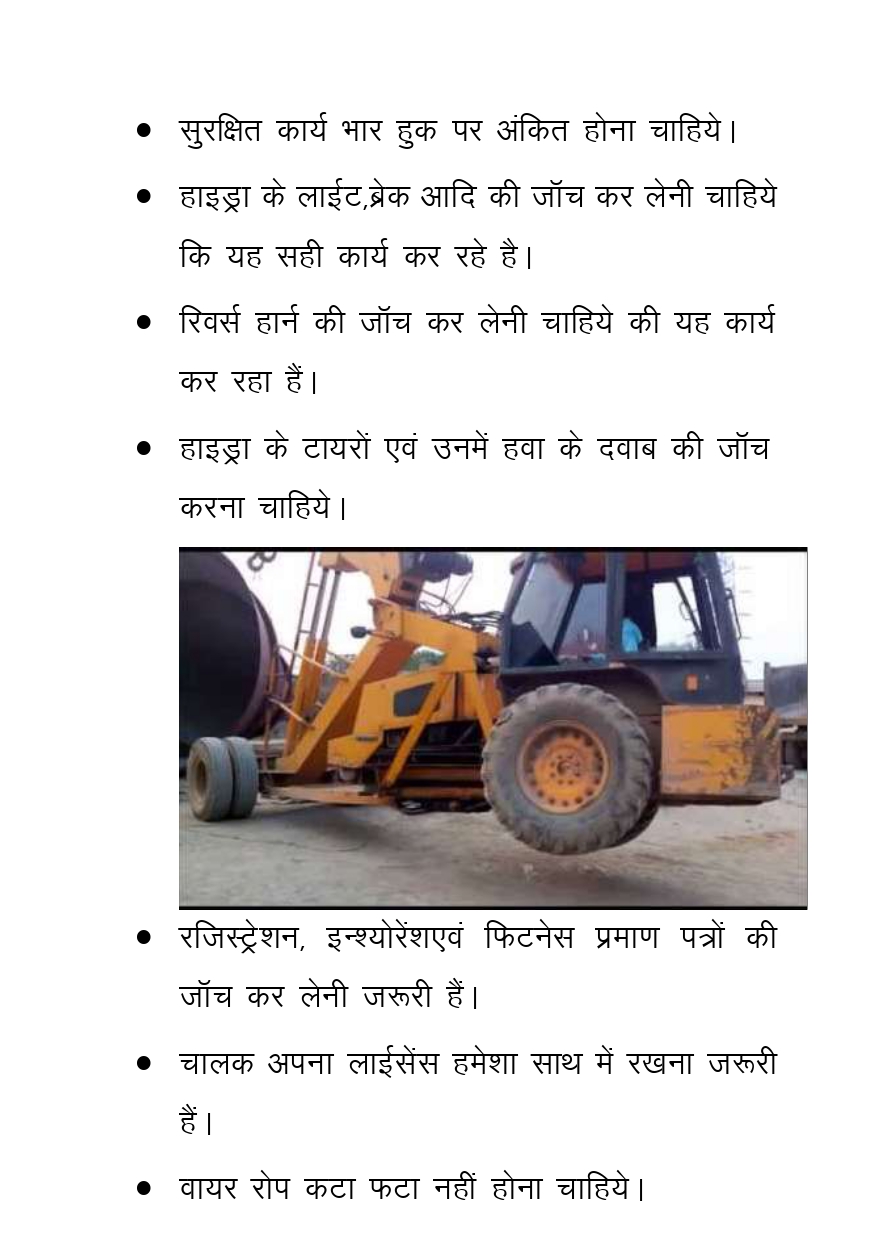 • सुरक्षित कार्य भार हुक पर अंकित होना चाहिये।
• हाइड्रा के लाईट,ब्रेक आदि की जॉच कर लेनी चाहिये
कि यह सही कार्य कर रहे है।
• रिवर्स हार्न की जॉच कर लेनी चाहिये की यह कार्य
कर रहा हैं।
• हाइड्रा के टायरों एवं उनमें हवा के दवाब की जॉच
करना चाहिये।
• रजिस्ट्रेशन, इन्श्योरेंशएवं फिटनेस प्रमाण पत्रों की
जॉच कर लेनी जरूरी हैं।
• चालक अपना लाईसेंस हमेशा साथ में रखना जरूरी
हैं।
• वायर रोप कटा फटा नहीं होना चाहिये।